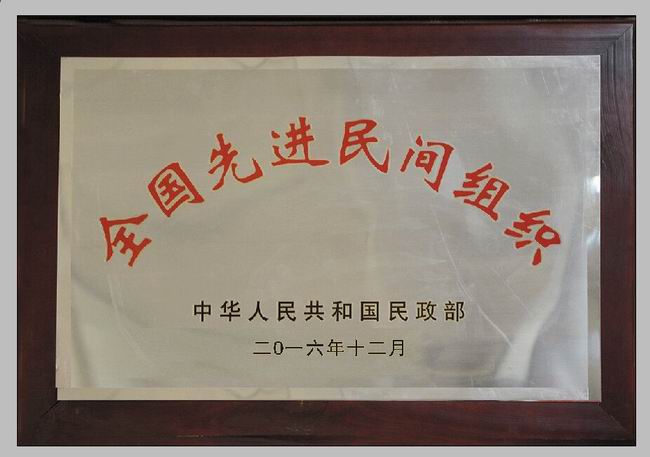 全国先进民间组织
中华人民共和国民政部
二0一六年十二月